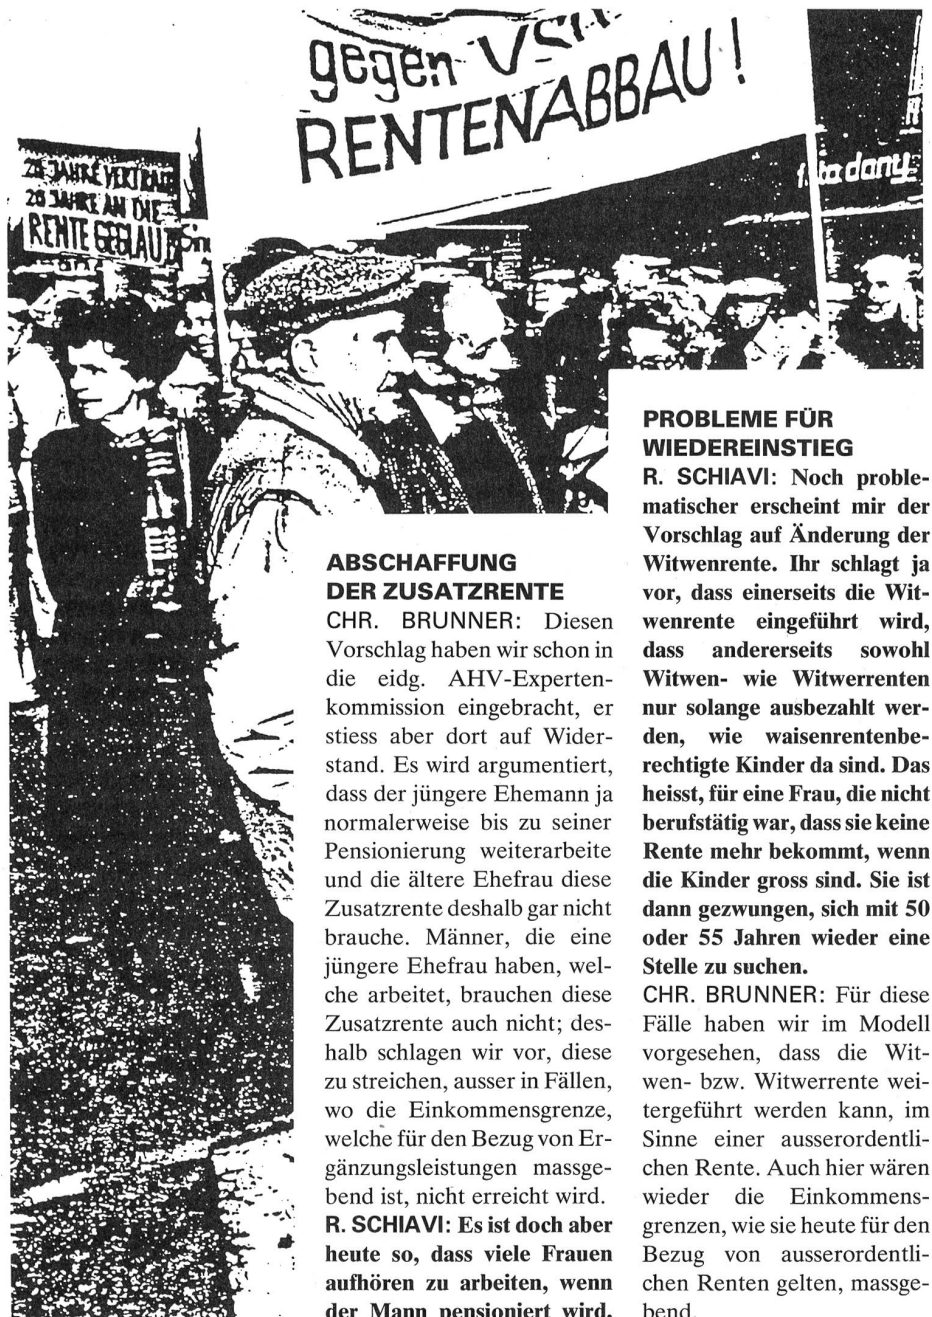 gegen
RENTENABBAU!
JAHRE
20 JAHRE AN DIE
RENTE GEGLAU
dany
ABSCHAFFUNG
DER ZUSATZRENTE
CHR. BRUNNER: Diesen
Vorschlag haben wir schon in
die eidg. AHV-Experten-
kommission eingebracht, er
stiess aber dort auf Wider-
stand. Es wird argumentiert,
dass der jüngere Ehemann ja
normalerweise bis zu seiner
Pensionierung weiterarbeite
und die ältere Ehefrau diese
Zusatzrente deshalb gar nicht
brauche. Männer, die eine
jüngere Ehefrau haben, wel-
che arbeitet, brauchen diese
Zusatzrente auch nicht; des-
halb schlagen wir vor, diese
zu streichen, ausser in Fällen,
wo die Einkommensgrenze,
welche für den Bezug von Er-
gänzungsleistungen massge-
bend ist, nicht erreicht wird.
R. SCHIAVI: Es ist doch aber
heute so, dass viele Frauen
aufhören zu arbeiten, wenn
der Mann pensioniert wird.
PROBLEME FÜR
WIEDEREINSTIEG
R. SCHIAVI: Noch proble-
matischer erscheint mir der
Vorschlag auf Änderung der
Witwenrente. Ihr schlagt ja
vor, dass einerseits die Wit-
wenrente eingeführt wird,
dass andererseits sowohl
Witwen- wie Witwerrenten
nur solange ausbezahlt wer-
den, wie waisenrentenbe-
rechtigte Kinder da sind. Das
heisst, für eine Frau, die nicht
berufstätig war, dass sie keine
Rente mehr bekommt, wenn
die Kinder gross sind. Sie ist
dann gezwungen, sich mit 50
oder 55 Jahren wieder eine
Stelle zu suchen.
CHR. BRUNNER: Für diese
Fälle haben wir im Modell
vorgesehen, dass die Wit-
wen- bzw. Witwerrente wei-
tergeführt werden kann, im
Sinne einer ausserordentli-
chen Rente. Auch hier wären
wieder die Einkommens-
grenzen, wie sie heute für den
Bezug von ausserordentli-
chen Renten gelten, massge-
bend.